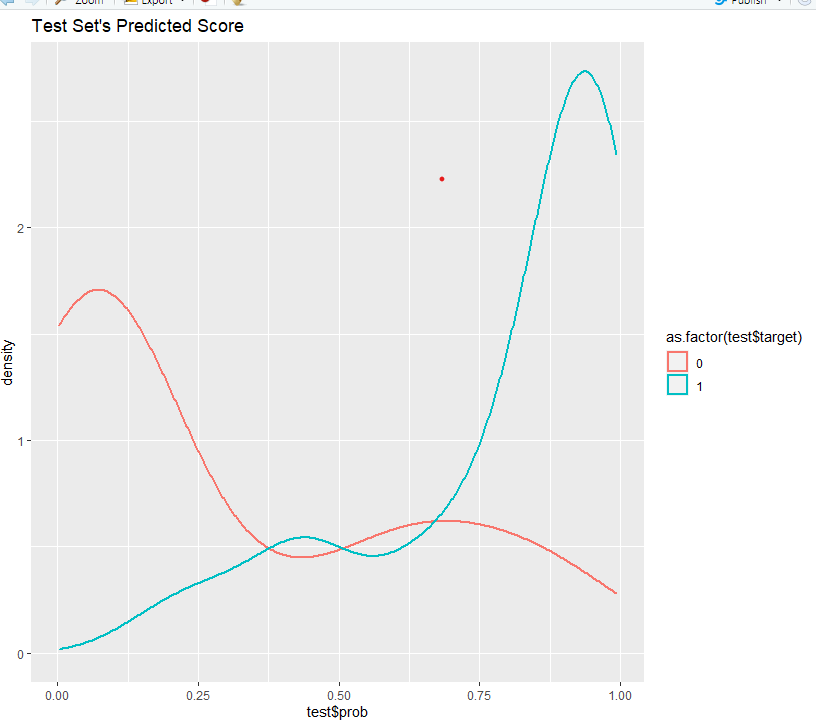 Zoom Export Publish
Test Set's Predicted Score
density
2
1
0
0.00 0.25 0.50 0.75 1.00
test$prob
as.factor(test$target)
0
1